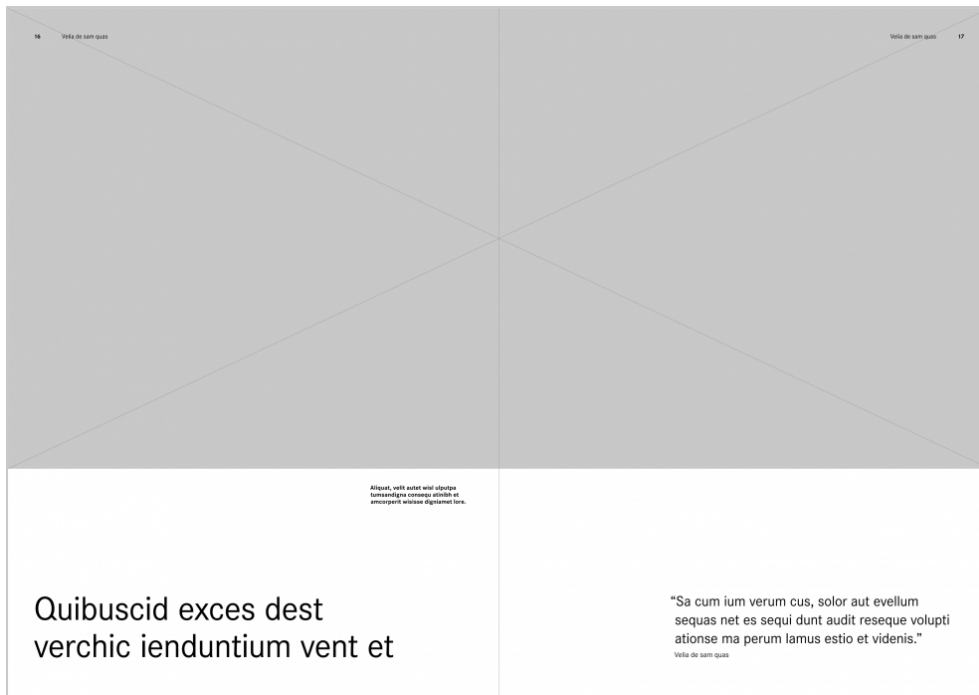 16 Velia de sam quas
Velia de sam quas 17
Aliquat, velit autet wisl ulputpa
tumsandigna consequ atinibh et
amcorperit wisisse digniamet lore.
Quibuscid exces dest
verchic ienduntium vent et
“Sa cum ium verum cus, solor aut evellum
sequas net es sequi dunt audit reseque volupti
ationse ma perum lamus estio et videnis.”
Velia de sam quas